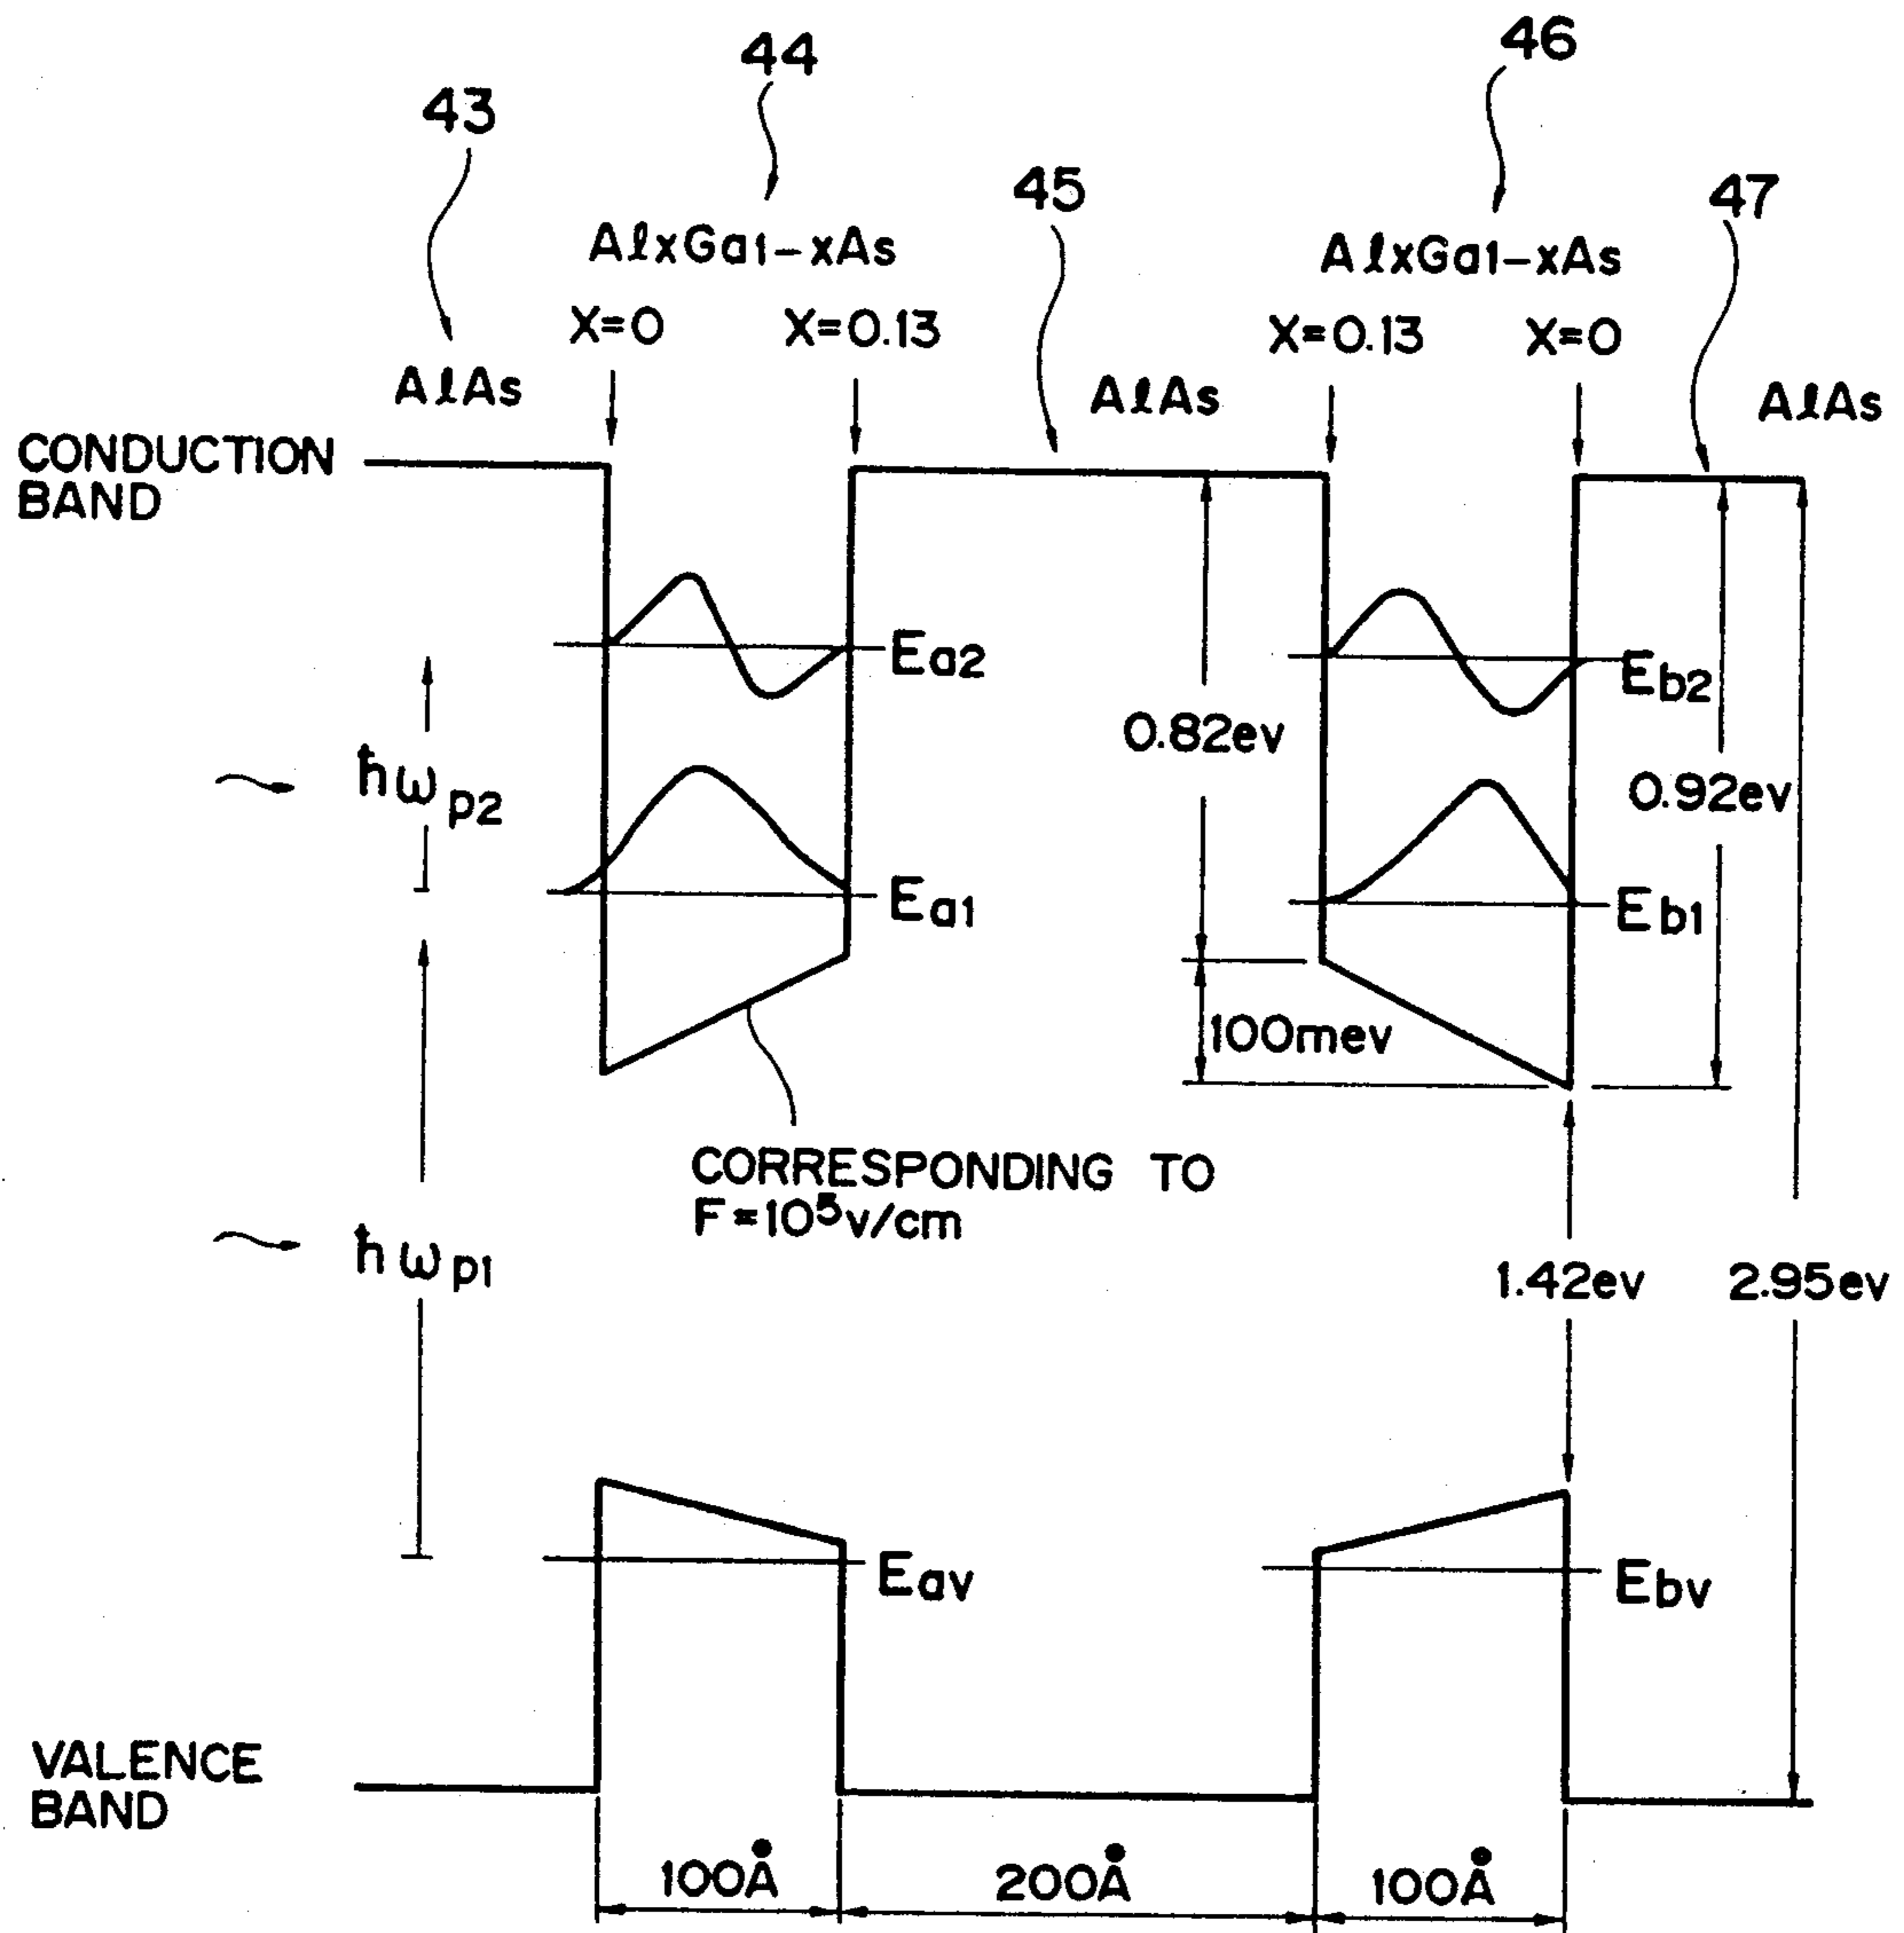 43
44
45
46
47
AlxGa1-xAs
X=0 X=0.13
AlxGa1-xAs
X=0.13 X=0
AlAs
AlAs
AlAs
CONDUCTION
BAND
Ea2
Eb2
0.82ev
ħωp2
0.92ev
Ea1
Eb1
100mev
CORRESPONDING TO
F=10⁵v/cm
ħωp1
1.42ev
2.95ev
Eav
Ebv
VALENCE
BAND
100Å
200Å
100Å